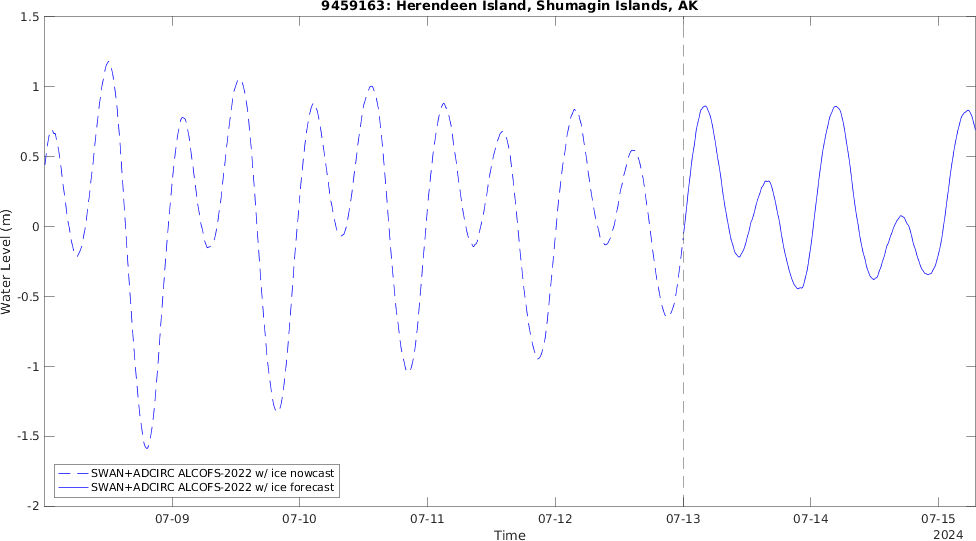 9459163: Herendeen Island, Shumagin Islands, AK
1.5
1
0.5
0
-0.5
-1
-1.5
-2
Water Level (m)
SWAN+ADCIRC ALCOFS-2022 w/ ice nowcast
SWAN+ADCIRC ALCOFS-2022 w/ ice forecast
07-09 07-10 07-11 07-12 07-13 07-14 07-15
Time
2024